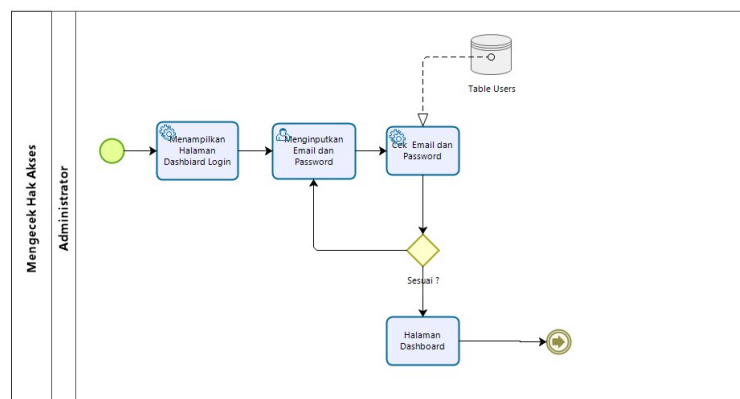 Mengecek Hak Akses
Administrator
Table Users
Menampilkan
Halaman
Dashbiard Login
Menginputkan
Email dan
Password
Cek Email dan
Password
Sesuai ?
Halaman
Dashboard